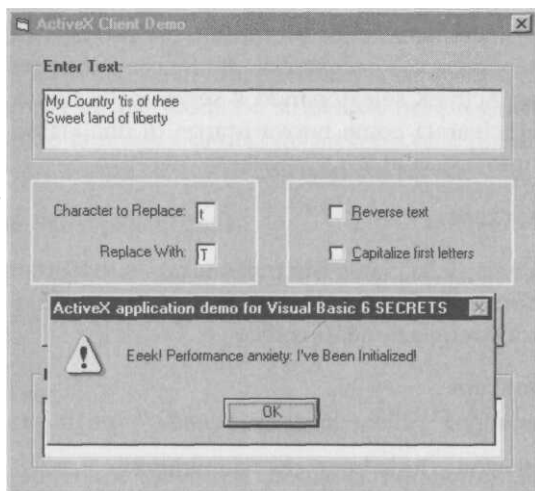 ActiveX Client Demo
Enter Text:
My Country 'tis of thee
Sweet land of liberty
Character to Replace: t
Reverse text
Replace With: T
Capitalize first letters
ActiveX application demo for Visual Basic 6 SECRETS
Eeek! Performance anxiety: I've Been Initialized!
OK